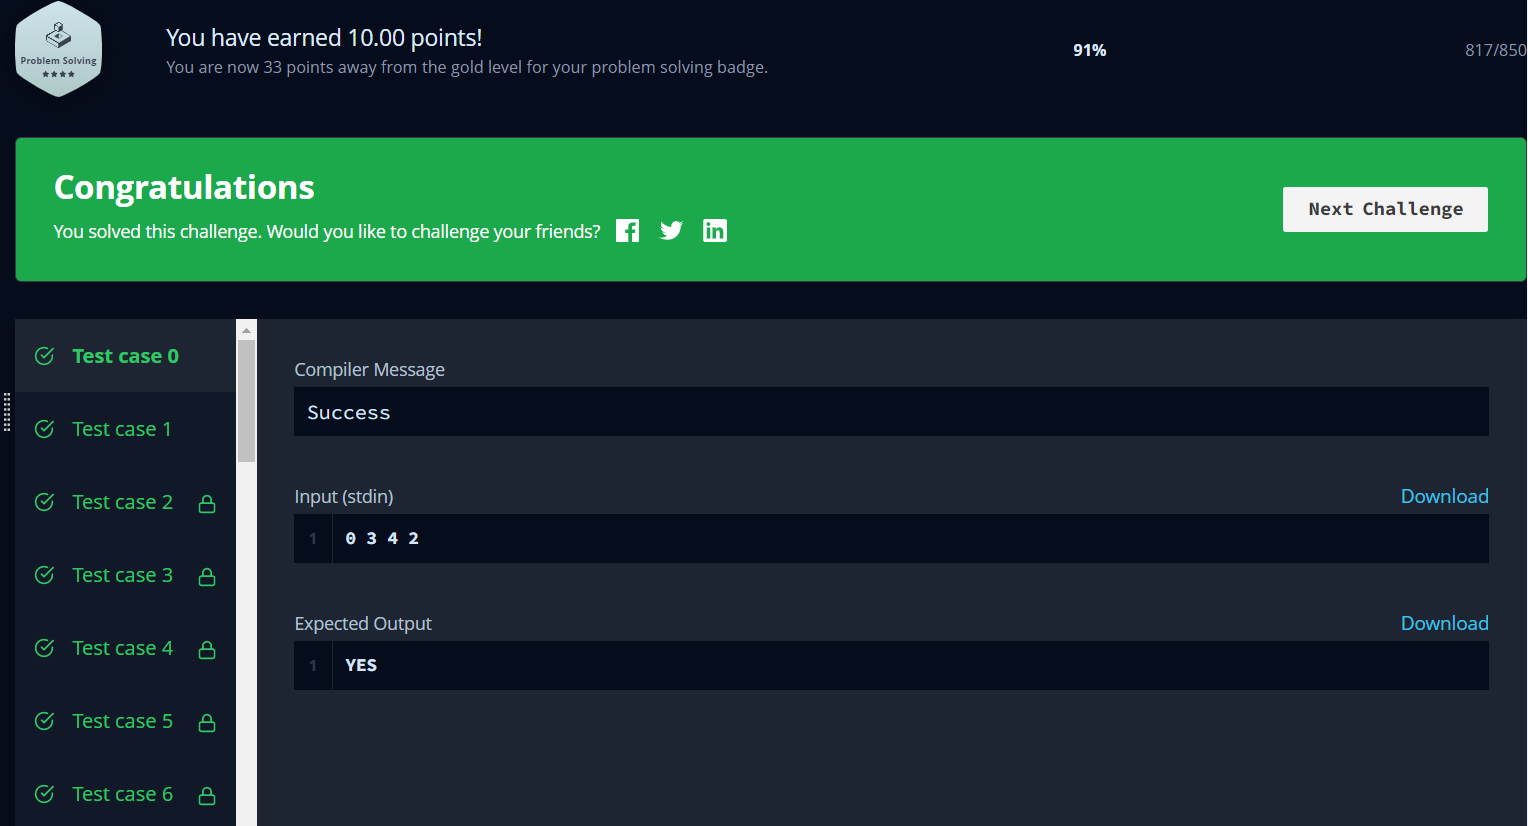 Problem Solving
You have earned 10.00 points!
You are now 33 points away from the gold level for your problem solving badge.
91%
817/850
Congratulations
You solved this challenge. Would you like to challenge your friends?
Next Challenge
Test case 0
Test case 1
Test case 2
Test case 3
Test case 4
Test case 5
Test case 6
Compiler Message
Success
Input (stdin)
Download
1 0 3 4 2
Expected Output
Download
1 YES